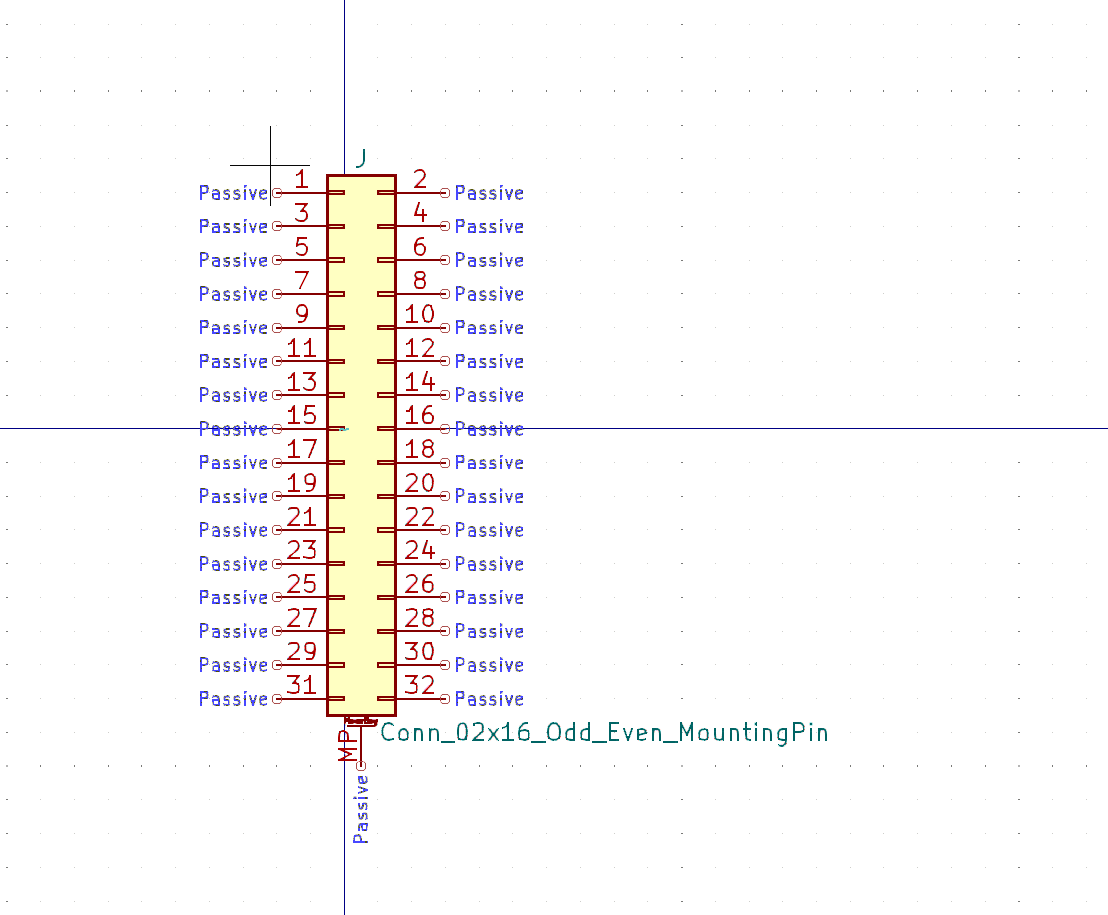 J
Passive 1 2 Passive
Passive 3 4 Passive
Passive 5 6 Passive
Passive 7 8 Passive
Passive 9 10 Passive
Passive 11 12 Passive
Passive 13 14 Passive
Passive 15 16 Passive
Passive 17 18 Passive
Passive 19 20 Passive
Passive 21 22 Passive
Passive 23 24 Passive
Passive 25 26 Passive
Passive 27 28 Passive
Passive 29 30 Passive
Passive 31 32 Passive
Conn_02x16_Odd_Even_MountingPin
MP
Passive